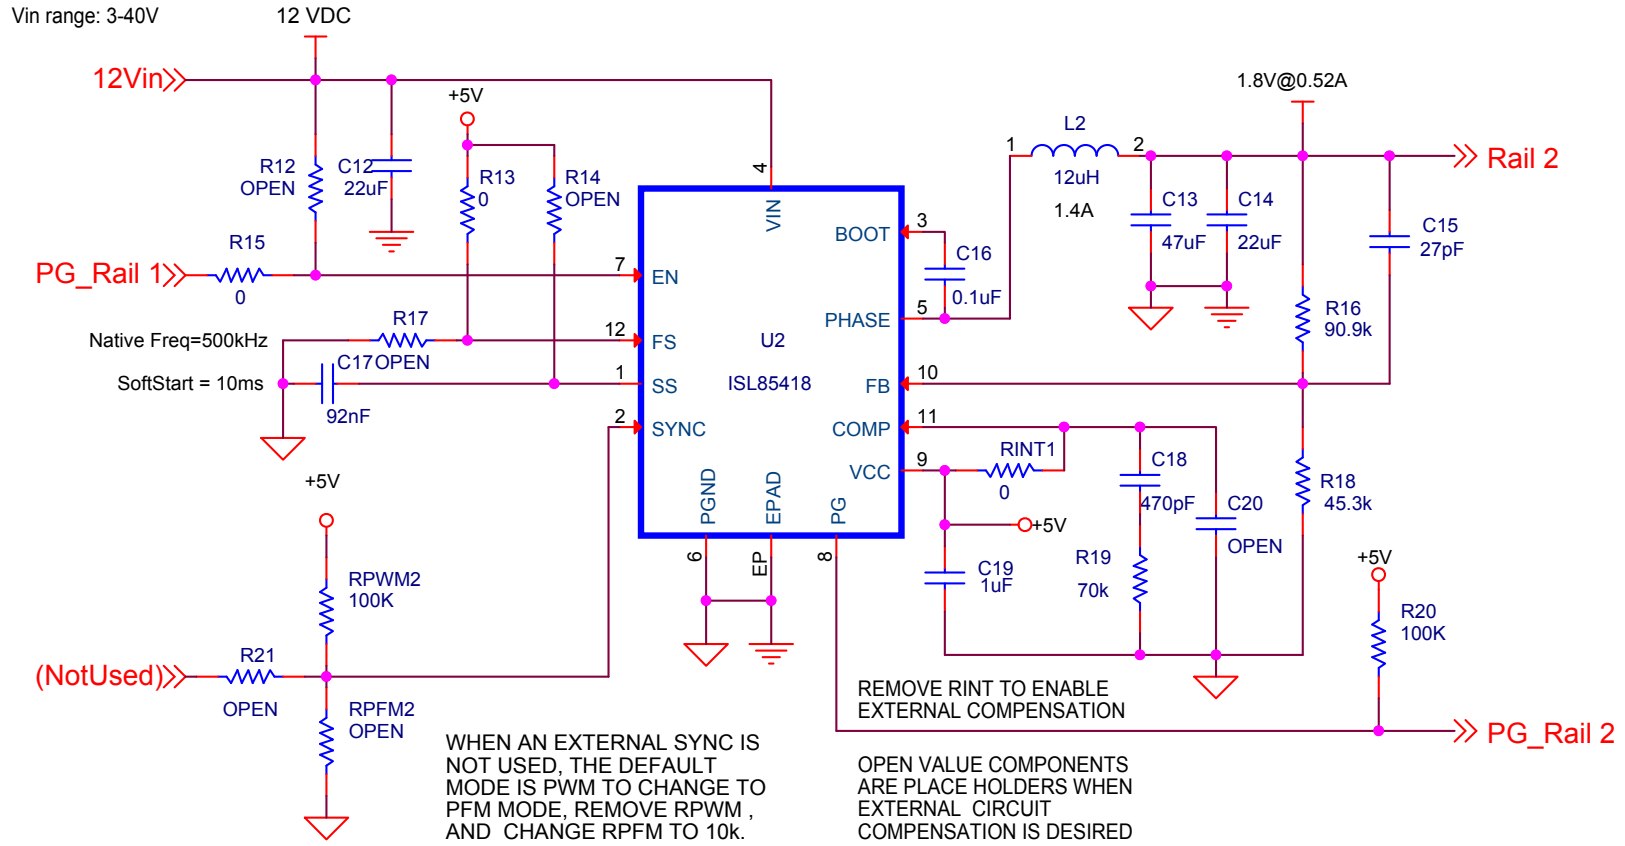 Vin range: 3-40V
12 VDC
12Vin
+5V
1.8V@0.52A
L2
1
2
12uH
1.4A
Rail 2
R12
OPEN
C12
22uF
R13
0
R14
OPEN
4
VIN
C13
47uF
C14
22uF
C15
27pF
R15
0
PG_Rail 1
7
EN
BOOT
3
C16
0.1uF
PHASE
5
R16
90.9k
Native Freq=500kHz
R17
OPEN
12
FS
U2
ISL85418
SoftStart = 10ms
C17
92nF
1
SS
FB
10
2
SYNC
COMP
11
VCC
9
RINT1
0
C18
470pF
C20
OPEN
R18
45.3k
PGND
EPAD
PG
6
EP
8
+5V
+5V
C19
1uF
R19
70k
+5V
R20
100K
RPWM2
100K
(NotUsed)
R21
OPEN
RPFM2
OPEN
REMOVE RINT TO ENABLE
EXTERNAL COMPENSATION
PG_Rail 2
WHEN AN EXTERNAL SYNC IS
NOT USED, THE DEFAULT
MODE IS PWM TO CHANGE TO
PFM MODE, REMOVE RPWM ,
AND CHANGE RPFM TO 10k.
OPEN VALUE COMPONENTS
ARE PLACE HOLDERS WHEN
EXTERNAL CIRCUIT
COMPENSATION IS DESIRED